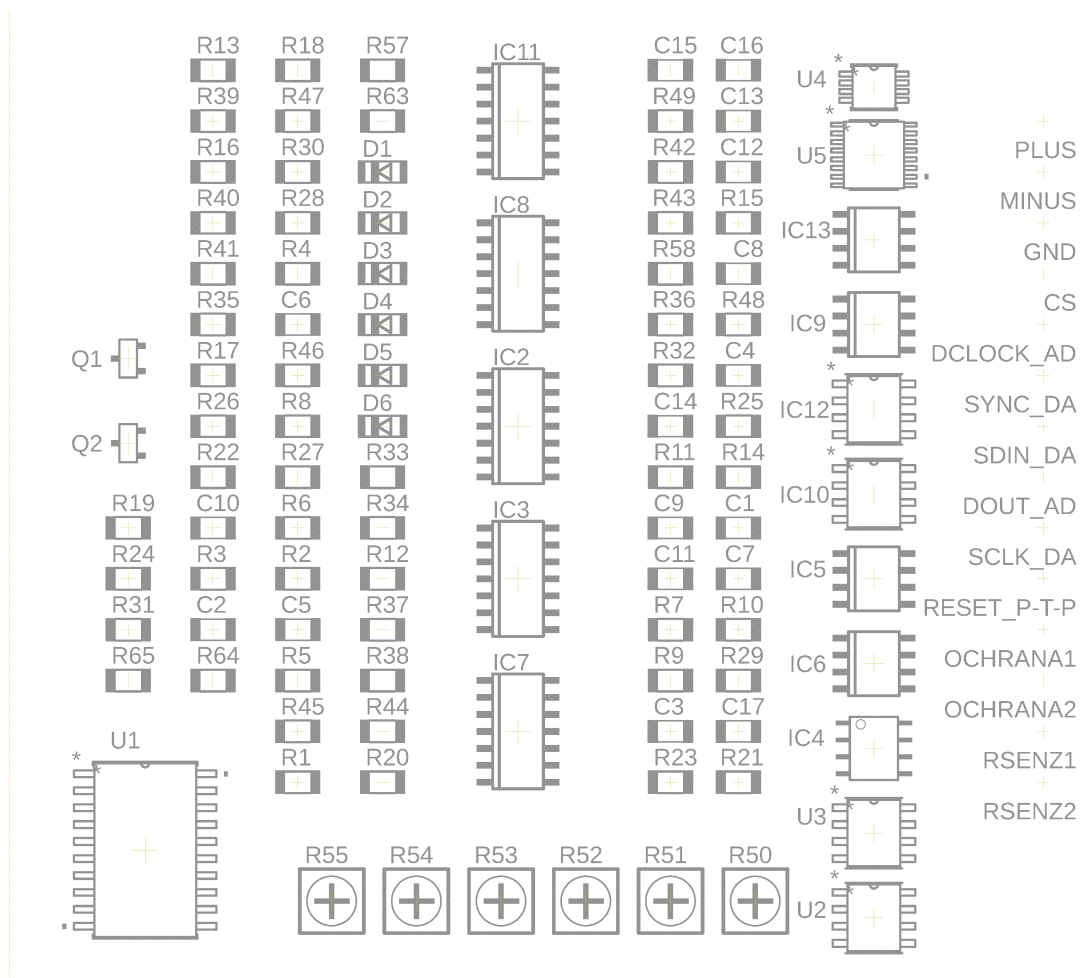 R13 R18 R57 IC11 C15 C16
* U4
R39 R47 R63 R49 C13
*
R16 R30 D1 R42 C12 U5 PLUS
R40 R28 D2 IC8 R43 R15 MINUS
R41 R4 D3 R58 C8 IC13 GND
R35 C6 D4 R36 R48 IC9 CS
Q1 R17 R46 D5 IC2 R32 C4 DCLOCK_AD
*
R26 R8 D6 C14 R25 IC12 SYNC_DA
Q2 R22 R27 R33 R11 R14 * SDIN_DA
R19 C10 R6 R34 IC3 C9 C1 IC10 DOUT_AD
R24 R3 R2 R12 C11 C7 IC5 SCLK_DA
R31 C2 C5 R37 R7 R10 RESET_P-T-P
R65 R64 R5 R38 IC7 R9 R29 IC6 OCHRANA1
R45 R44 C3 C17 OCHRANA2
U1 IC4
* R1 R20 R23 R21 RSENZ1
*
U3 RSENZ2
R55 R54 R53 R52 R51 R50
*
U2